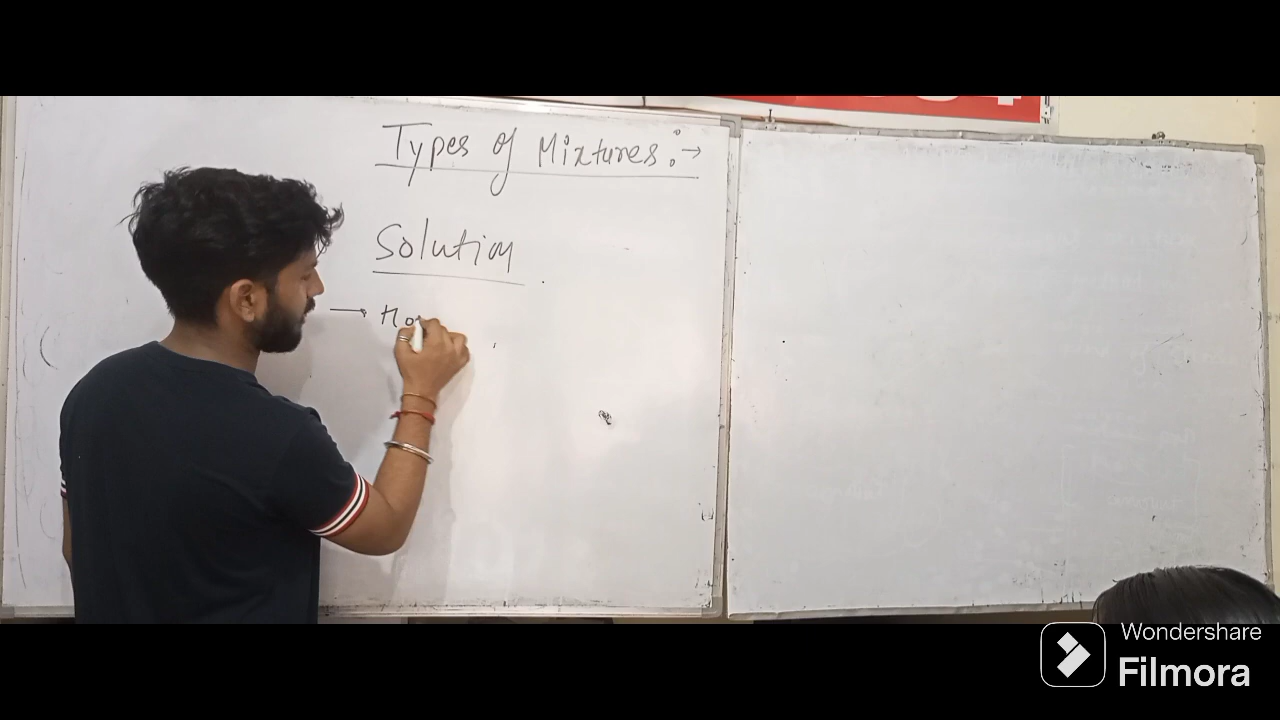 Types of Mixtures :→
Solution
→ Ho
Wondershare
Filmora